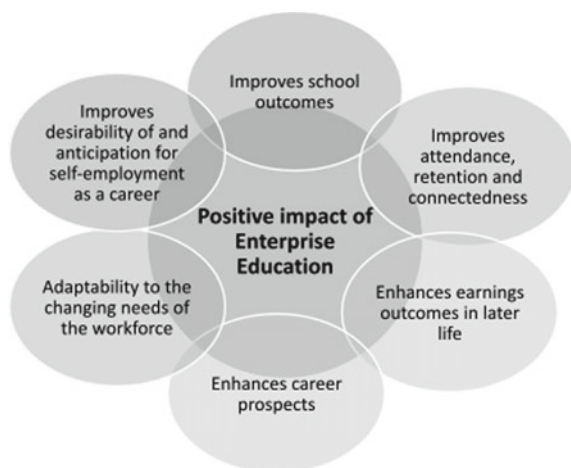 Improves school
outcomes
Improves
desirability of and
anticipation for
self-employment
as a career
Improves
attendance,
retention and
connectedness
Positive impact of
Enterprise
Education
Adaptability to the
changing needs of
the workforce
Enhances earnings
outcomes in later
life
Enhances career
prospects